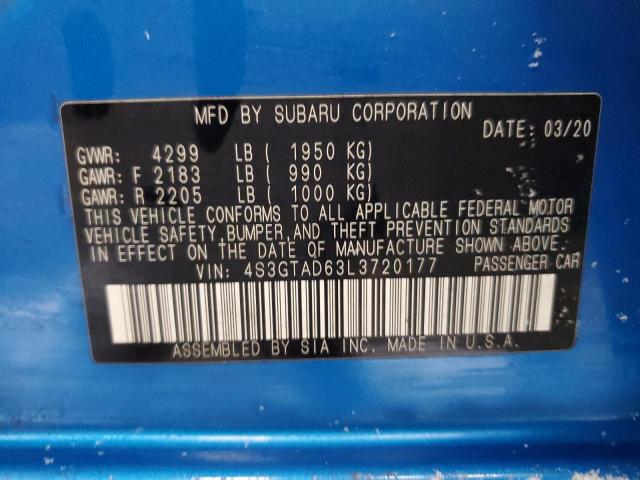 MFD BY SUBARU CORPORATION
DATE: 03/20
GVWR: 4299 LB ( 1950 KG)
GAWR: F 2183 LB ( 990 KG)
GAWR: R 2205 LB ( 1000 KG)
THIS VEHICLE CONFORMS TO ALL APPLICABLE FEDERAL MOTOR
VEHICLE SAFETY, BUMPER, AND THEFT PREVENTION STANDARDS
IN EFFECT ON THE DATE OF MANUFACTURE SHOWN ABOVE.
VIN: 4S3GTAD63L3720177 PASSENGER CAR
ASSEMBLED BY SIA INC. MADE IN U.S.A.